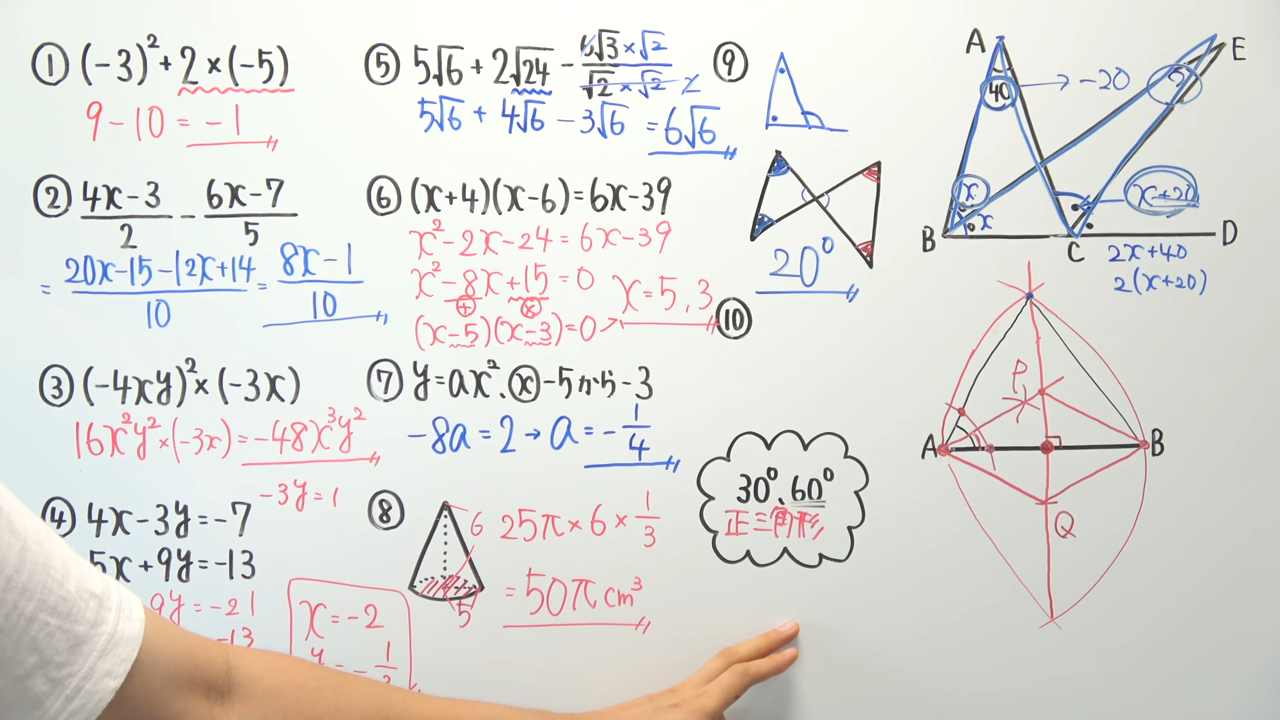 ① (-3)² + 2 × (-5)
9 - 10 = -1
② (4x-3)/2 - (6x-7)/5
= (20x-15-12x+14)/10 = (8x-1)/10
③ (-4xy)² × (-3x)
16x²y² × (-3x) = -48x³y²
-3y = 1
④ 4x - 3y = -7
5x + 9y = -13
9y = -21
-13
x = -2
⑤ 5√6 + 2√24 - 6√3×√2/√2×√2
5√6 + 4√6 - 3√6 = 6√6
⑥ (x+4)(x-6) = 6x-39
x² - 2x - 24 = 6x - 39
x² - 8x + 15 = 0
+ ×
(x-5)(x-3) = 0 → x = 5, 3
⑦ y = ax²、x -5から-3
-8a = 2 → a = -1/4
⑧ 6 25π × 6 × 1/3
5 = 50π cm³
⑨
20°
A E
40 → -20
?
x x+20
x
B C D
2x+40
2(x+20)
⑩
30°、60°
正三角形
P
A B
Q